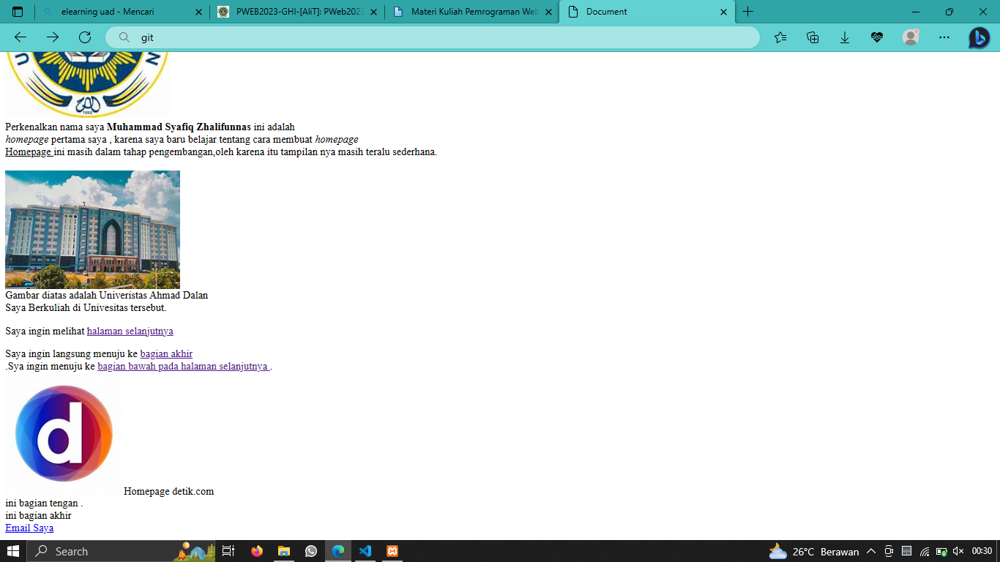 elearning uad - Mencari
PWEB2023-GHI-[AliT]: PWeb2023
Materi Kuliah Pemrograman Web
Document
git
U N
1960
Perkenalkan nama saya Muhammad Syafiq Zhalifunnas ini adalah
homepage pertama saya , karena saya baru belajar tentang cara membuat homepage
Homepage ini masih dalam tahap pengembangan,oleh karena itu tampilan nya masih teralu sederhana.
Gambar diatas adalah Univeristas Ahmad Dalan
Saya Berkuliah di Univesitas tersebut.
Saya ingin melihat halaman selanjutnya
Saya ingin langsung menuju ke bagian akhir
.Sya ingin menuju ke bagian bawah pada halaman selanjutnya .
d
Homepage detik.com
ini bagian tengan .
ini bagian akhir
Email Saya
Search
26°C Berawan
00:30